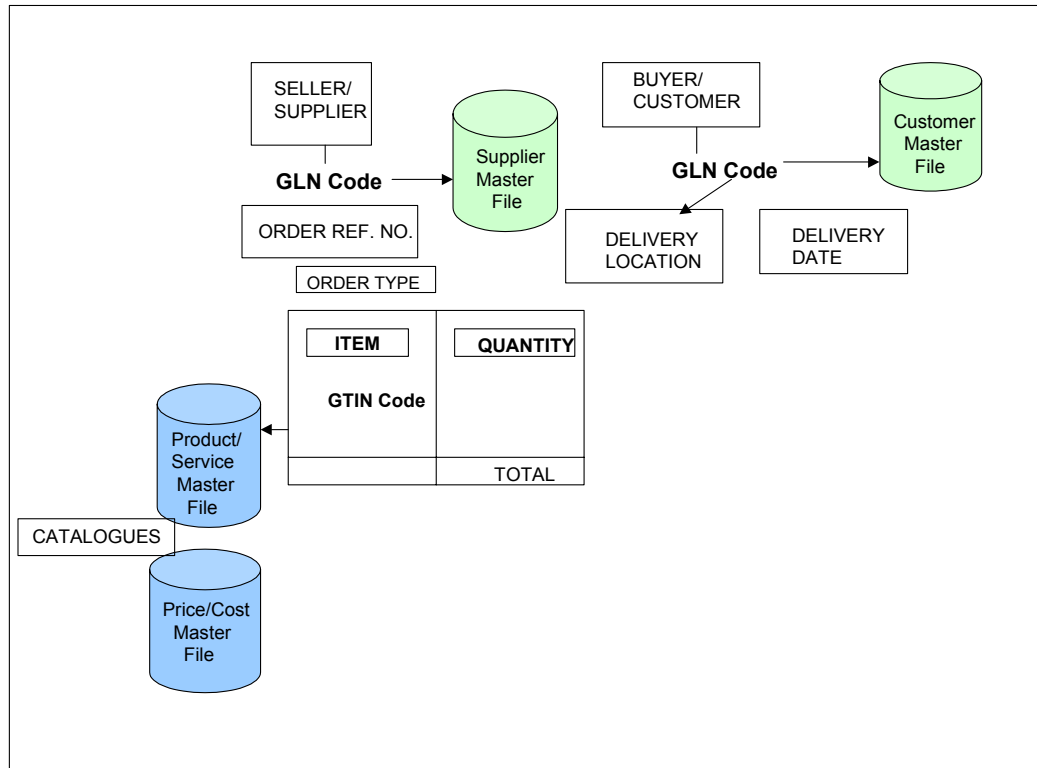 SELLER/
SUPPLIER
GLN Code
Supplier
Master
File
BUYER/
CUSTOMER
GLN Code
Customer
Master
File
ORDER REF. NO.
DELIVERY
LOCATION
DELIVERY
DATE
ORDER TYPE
ITEM
QUANTITY
GTIN Code
TOTAL
Product/
Service
Master
File
CATALOGUES
Price/Cost
Master
File